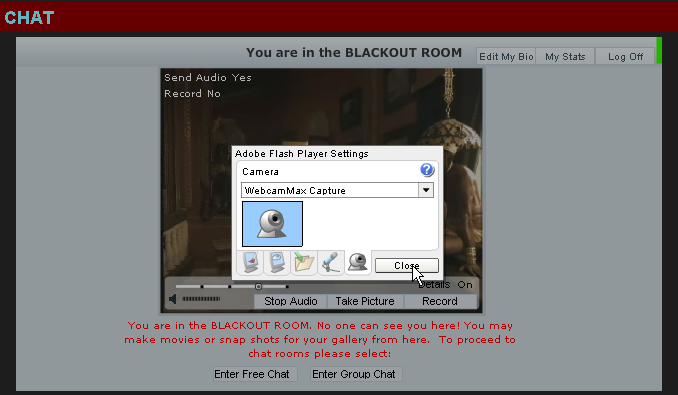 CHAT
You are in the BLACKOUT ROOM
Edit My Bio
My Stats
Log Off
Send Audio Yes
Record No
Adobe Flash Player Settings
Camera
?
WebcamMax Capture
Close
Details On
Stop Audio
Take Picture
Record
You are in the BLACKOUT ROOM. No one can see you here! You may
make movies or snap shots for your gallery from here. To proceed to
chat rooms please select:
Enter Free Chat
Enter Group Chat